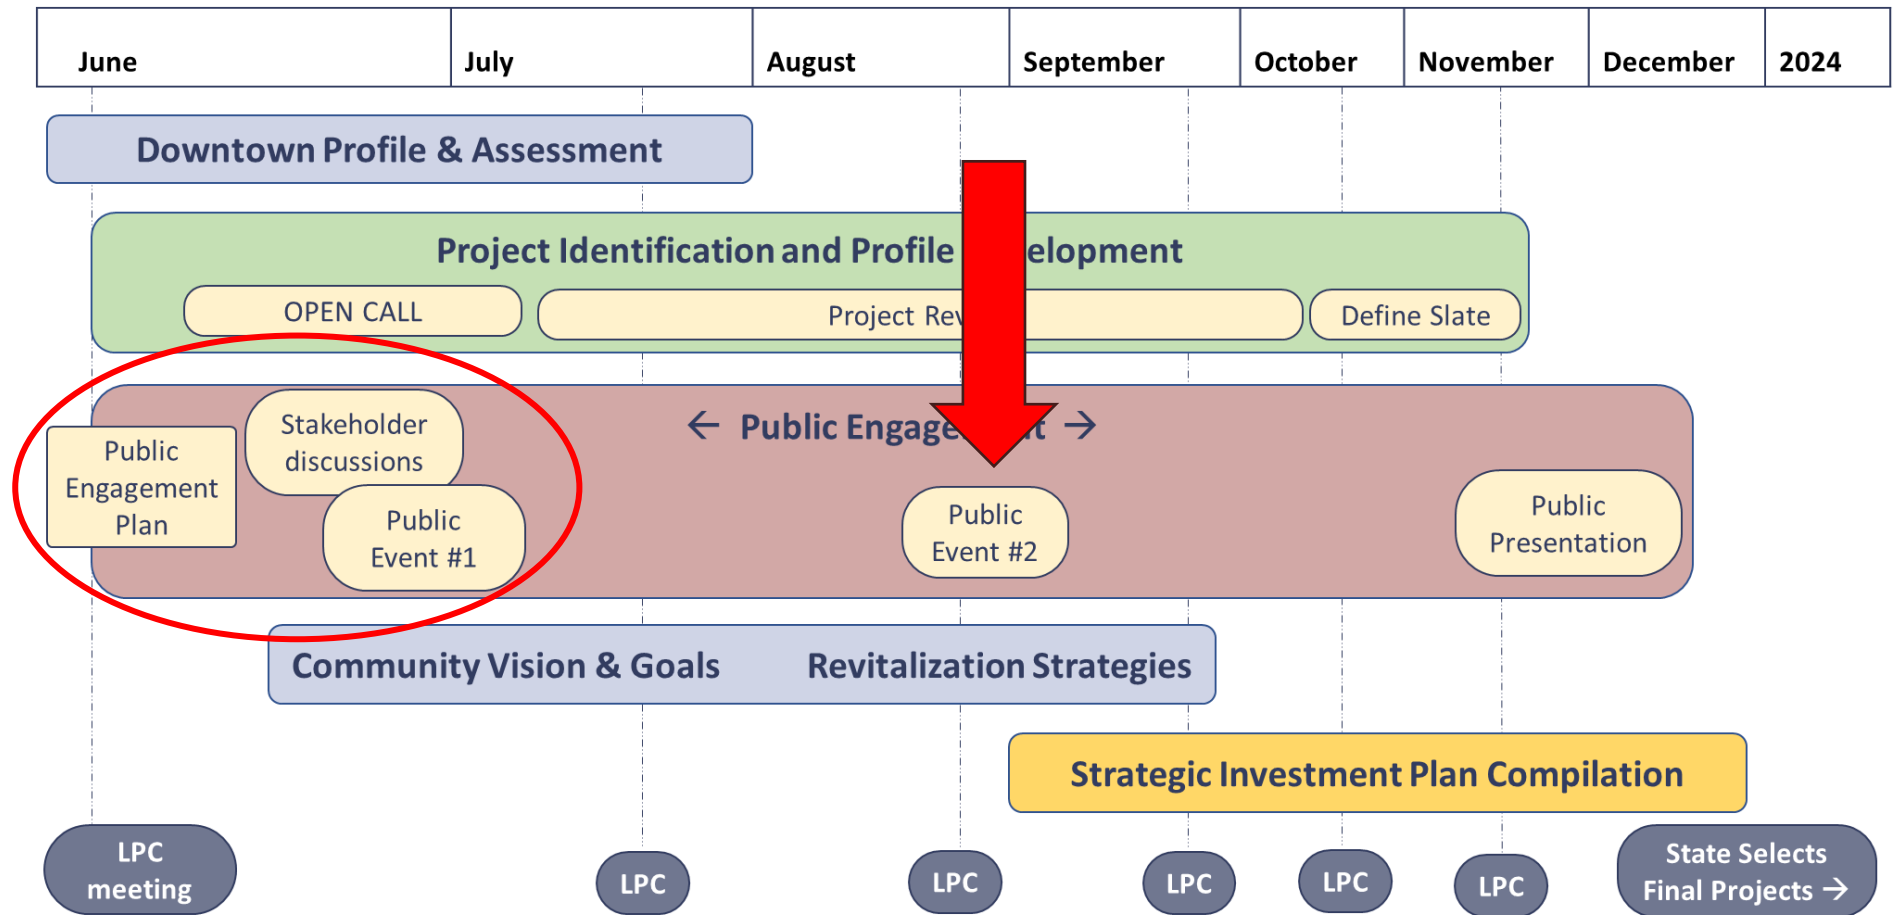 June
July
August
September
October
November
December
2024
Downtown Profile & Assessment
Project Identification and Profile elopment
OPEN CALL
Project Rev
Define Slate
← Public Engage t →
Public
Engagement
Plan
Stakeholder
discussions
Public
Event #1
Public
Event #2
Public
Presentation
Community Vision & Goals
Revitalization Strategies
Strategic Investment Plan Compilation
LPC
meeting
LPC
LPC
LPC
LPC
LPC
State Selects
Final Projects →